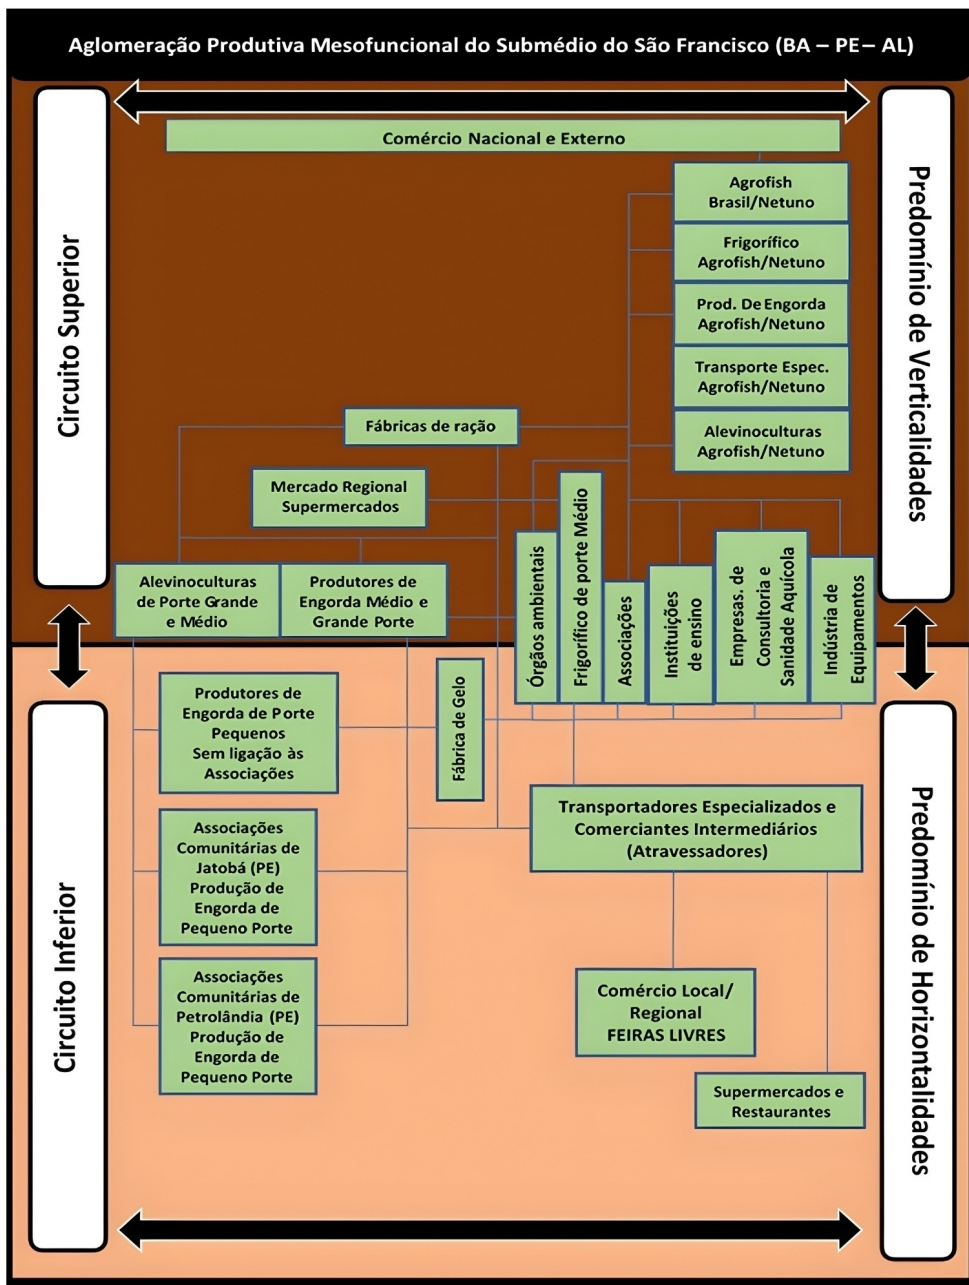 Aglomeração Produtiva Mesofuncional do Submédio do São Francisco (BA – PE– AL)
Circuito Superior
Predomínio de Verticalidades
Comércio Nacional e Externo
Agrofish
Brasil/Netuno
Frigorífico
Agrofish/Netuno
Prod. De Engorda
Agrofish/Netuno
Transporte Espec.
Agrofish/Netuno
Alevinoculturas
Agrofish/Netuno
Fábricas de ração
Mercado Regional
Supermercados
Alevinoculturas
de Porte Grande
e Médio
Produtores de
Engorda Médio e
Grande Porte
Órgãos ambientais
Frigorífico de porte Médio
Associações
Instituições
de ensino
Empresas. de
Consultoria e
Sanidade Aquícola
Indústria de
Equipamentos
Circuito Inferior
Predomínio de Horizontalidades
Produtores de
Engorda de Porte
Pequenos
Sem ligação às
Associações
Fábrica de Gelo
Associações
Comunitárias de
Jatobá (PE)
Produção de
Engorda de
Pequeno Porte
Transportadores Especializados e
Comerciantes Intermediários
(Atravessadores)
Associações
Comunitárias de
Petrolândia (PE)
Produção de
Engorda de
Pequeno Porte
Comércio Local/
Regional
FEIRAS LIVRES
Supermercados e
Restaurantes